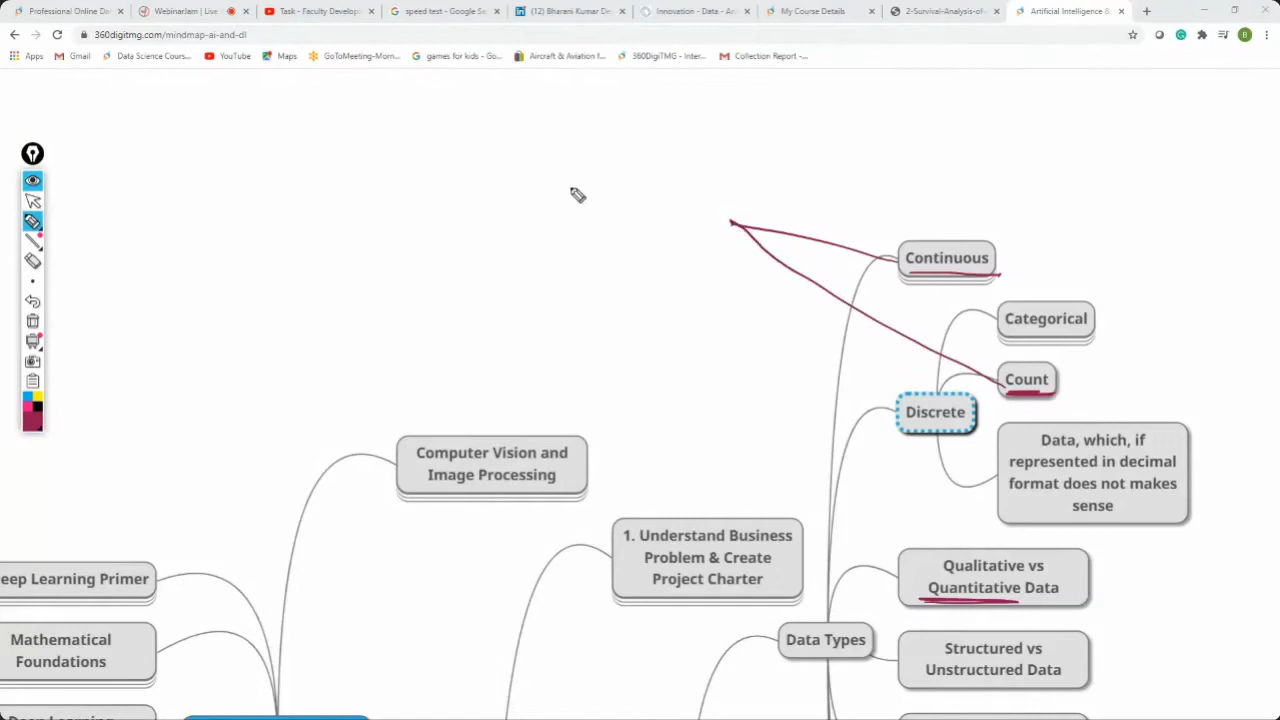 Professional Online Da
WebinarJam | Live
Task - Faculty Develop
speed test - Google Se
(12) Bharani Kumar De
Innovation - Data - An
My Course Details
2-Survival-Analysis-of-
Artificial Intelligence &
360digitmg.com/mindmap-ai-and-dl
B
Apps
Gmail
Data Science Cours...
YouTube
Maps
GoToMeeting-Morn...
games for kids - Go...
Aircraft & Aviation f...
360DigiTMG - Inter...
Collection Report -...
Continuous
Categorical
Count
Discrete
Data, which, if
represented in decimal
format does not makes
sense
Computer Vision and
Image Processing
1. Understand Business
Problem & Create
Project Charter
Qualitative vs
Quantitative Data
eep Learning Primer
Mathematical
Foundations
Data Types
Structured vs
Unstructured Data
Deep Learning